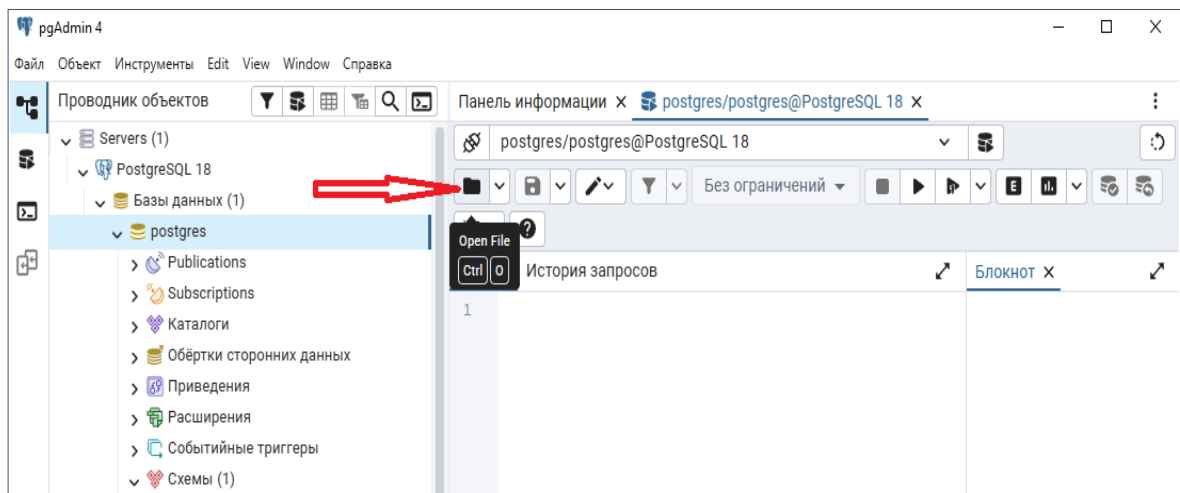 pgAdmin 4
Файл Объект Инструменты Edit View Window Справка
Проводник объектов
Панель информации postgres/postgres@PostgreSQL 18
Servers (1)
postgres/postgres@PostgreSQL 18
PostgreSQL 18
Без ограничений
Базы данных (1)
postgres
Open File
Ctrl O
История запросов
Блокнот
Publications
Subscriptions
1
Каталоги
Обёртки сторонних данных
Приведения
Расширения
Событийные триггеры
Схемы (1)